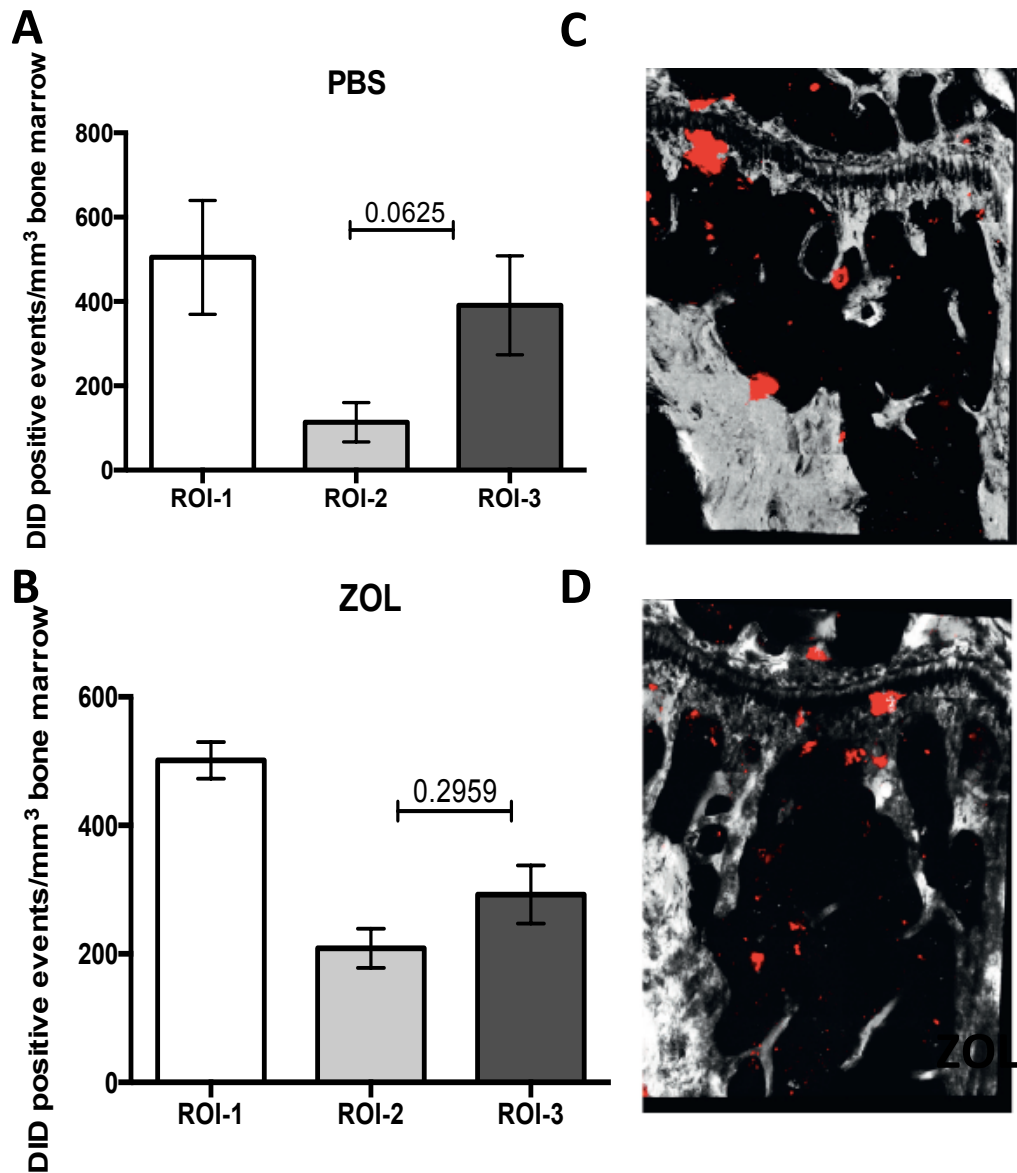 A
PBS
DID positive events/mm³ bone marrow
800
600
400
200
0
0.0625
ROI-1 ROI-2 ROI-3
C
B
ZOL
DID positive events/mm³ bone marrow
600
400
200
0
0.2959
ROI-1 ROI-2 ROI-3
D
ZOL